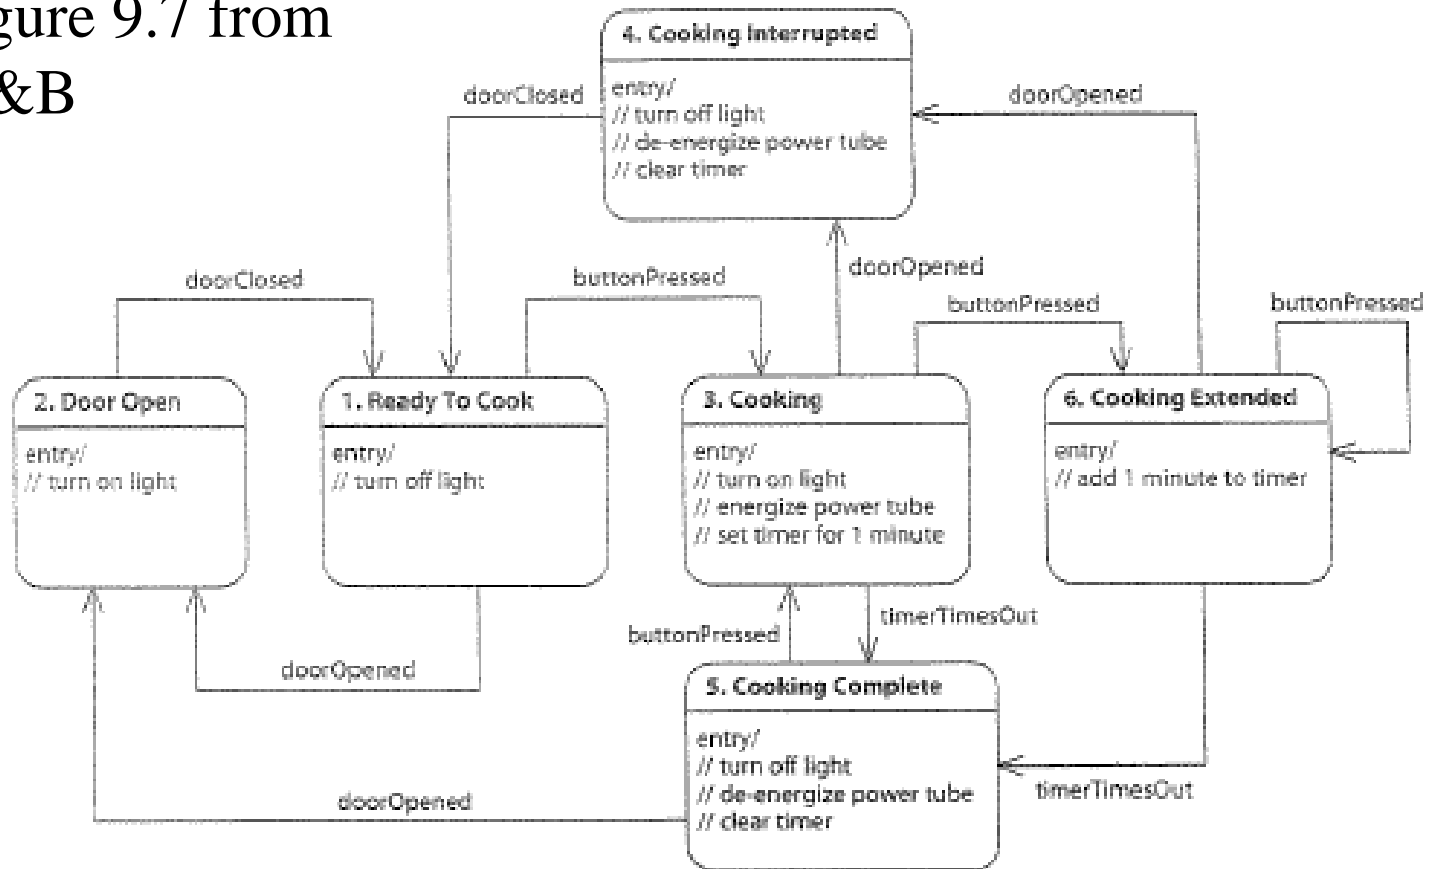 gure 9.7 from
&B
4. Cooking Interrupted
entry/
// turn off light
// de-energize power tube
// clear timer
doorClosed
doorOpened
doorClosed
buttonPressed
doorOpened
buttonPressed
buttonPressed
2. Door Open
entry/
// turn on light
1. Ready To Cook
entry/
// turn off light
3. Cooking
entry/
// turn on light
// energize power tube
// set timer for 1 minute
6. Cooking Extended
entry/
// add 1 minute to timer
doorOpened
buttonPressed
timerTimesOut
5. Cooking Complete
entry/
// turn off light
// de-energize power tube
// clear timer
doorOpened
timerTimesOut